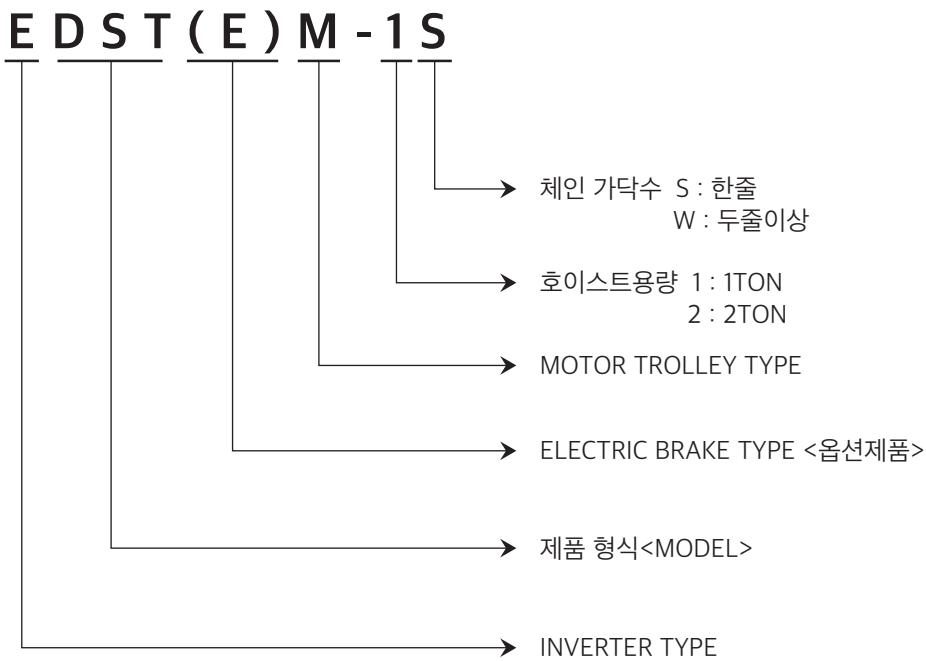 EDST(E)M-1S
체인 가닥수 S : 한줄
W : 두줄이상
호이스트용량 1 : 1TON
2 : 2TON
MOTOR TROLLEY TYPE
ELECTRIC BRAKE TYPE <옵션제품>
제품 형식<MODEL>
INVERTER TYPE